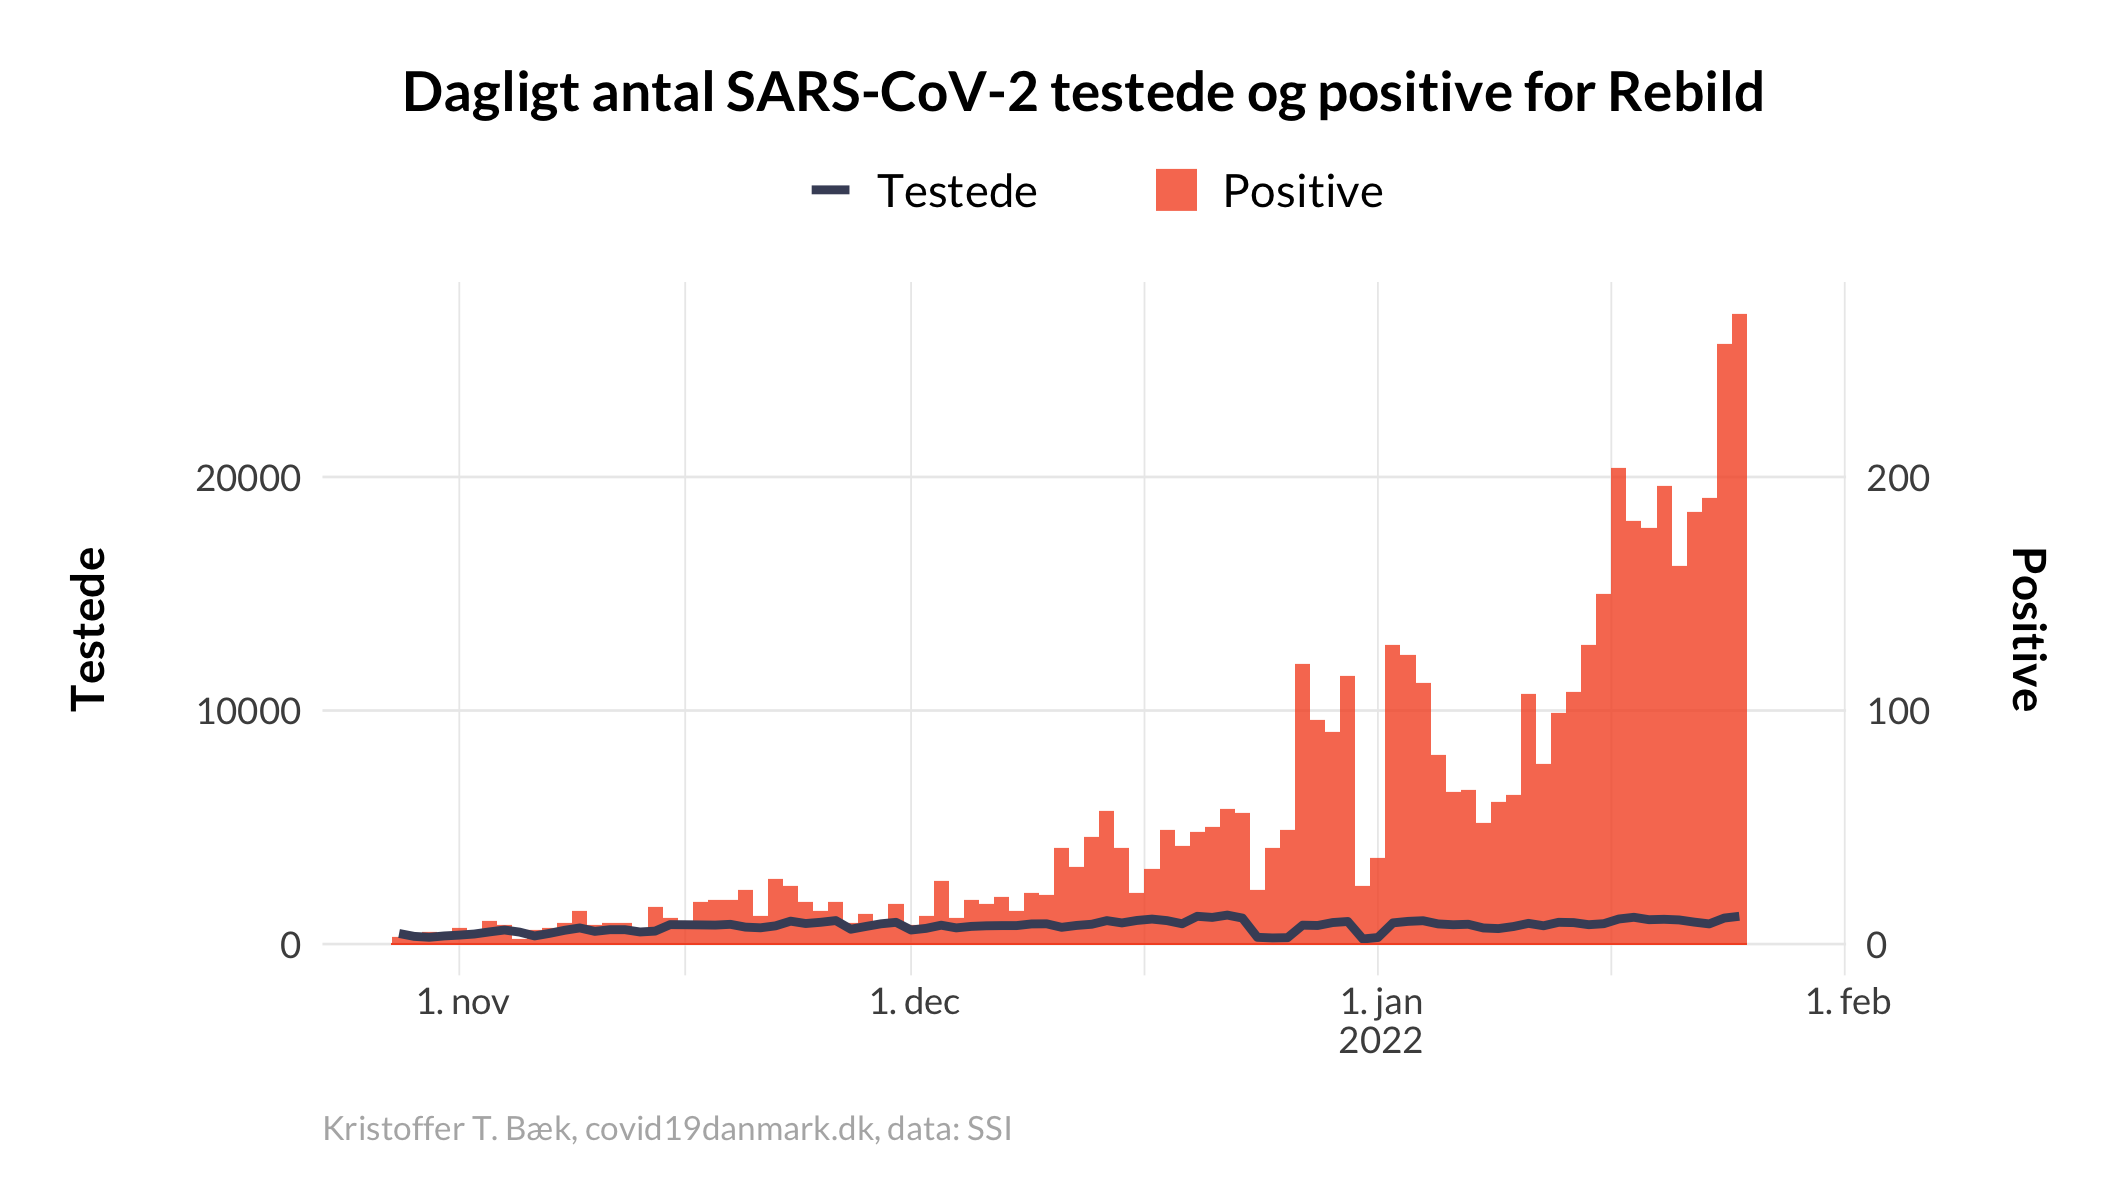 Dagligt antal SARS-CoV-2 testede og positive for Rebild
Testede
Positive
20000
10000
0
Testede
200
100
0
Positive
1. nov
1. dec
1. jan
2022
1. feb
Kristoffer T. Bæk, covid19danmark.dk, data: SSI